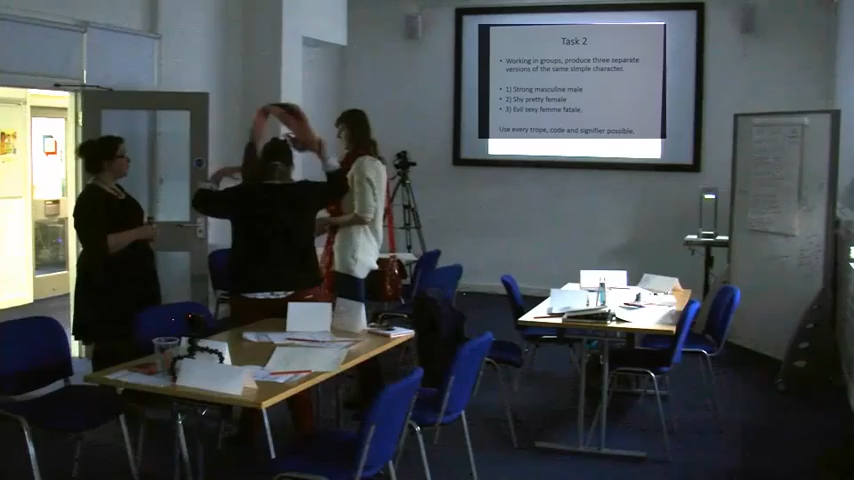 Task 2
• Working in groups, produce three separate
versions of the same simple character.
• 1) Strong masculine male
• 2) Shy pretty female
• 3) Evil sexy femme fatale.
Use every trope, code and signifier possible.